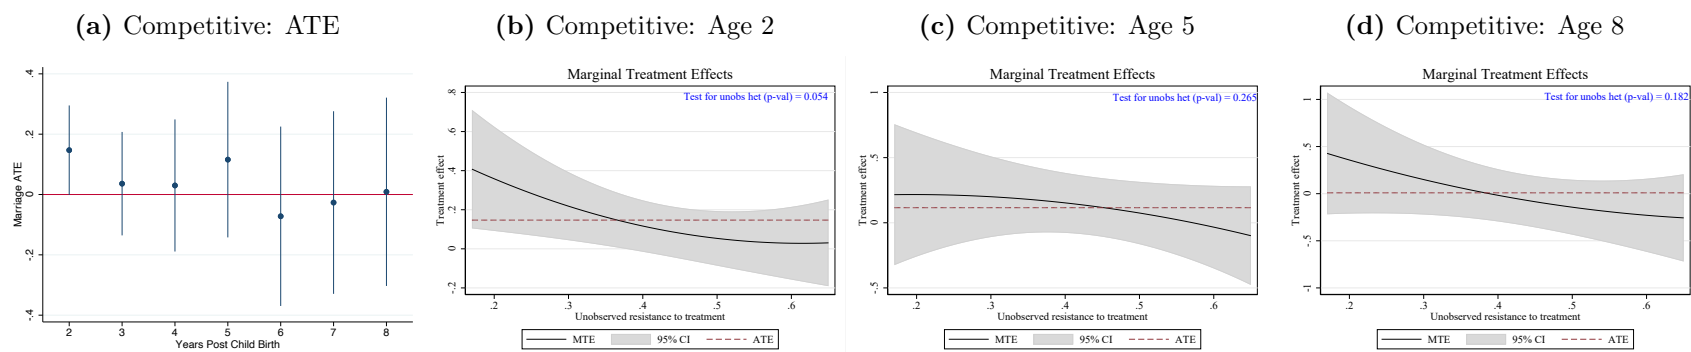 (a) Competitive: ATE
Marriage ATE
.4
.2
0
-.2
-.4
2 3 4 5 6 7 8
Years Post Child Birth
(b) Competitive: Age 2
Marginal Treatment Effects
Test for unobs het (p-val) = 0.054
Treatment effect
.8
.6
.4
.2
0
-.2
.2 .3 .4 .5 .6
Unobserved resistance to treatment
MTE 95% CI ATE
(c) Competitive: Age 5
Marginal Treatment Effects
Test for unobs het (p-val) = 0.265
Treatment effect
1
.5
0
-.5
.2 .3 .4 .5 .6
Unobserved resistance to treatment
MTE 95% CI ATE
(d) Competitive: Age 8
Marginal Treatment Effects
Test for unobs het (p-val) = 0.182
Treatment effect
1
.5
0
-.5
-1
.2 .3 .4 .5 .6
Unobserved resistance to treatment
MTE 95% CI ATE